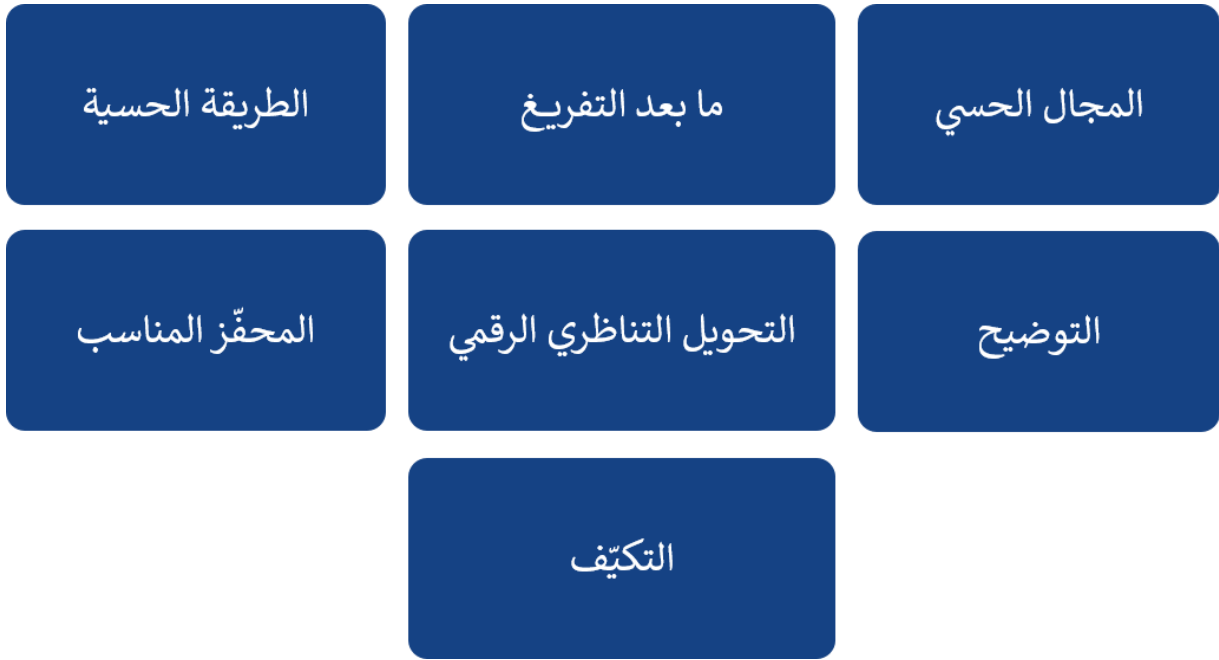 المجال الحسي
ما بعد التفريغ
الطريقة الحسية
التوضيح
التحويل التناظري الرقمي
المحفّز المناسب
التكيّف